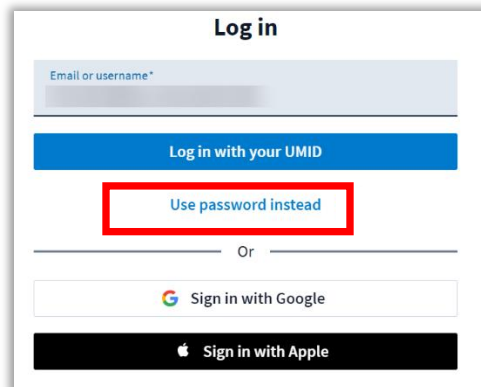 Log in
Email or username*
Log in with your UMID
Use password instead
Or
Sign in with Google
Sign in with Apple